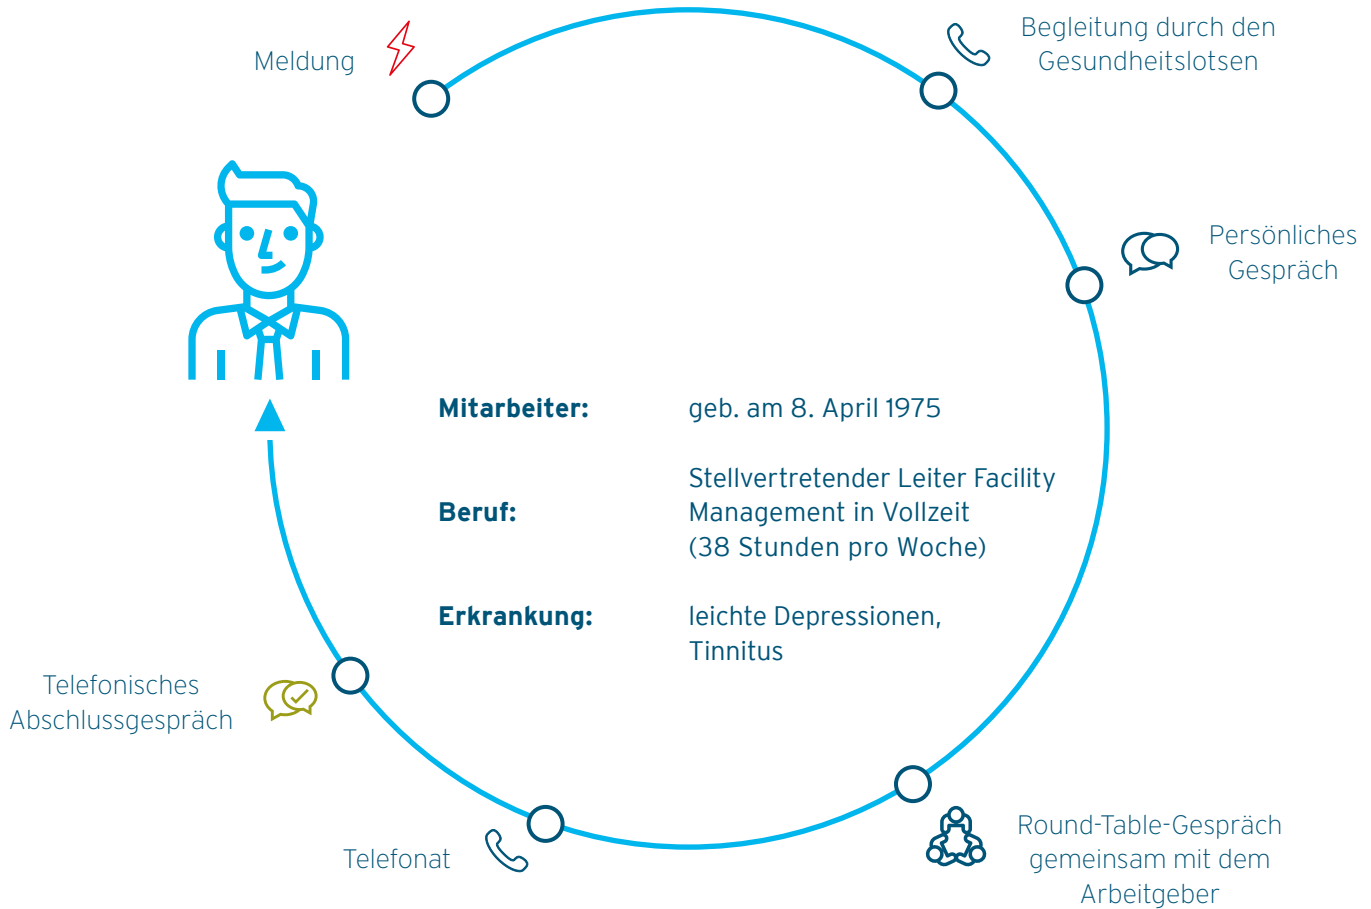 Meldung
Begleitung durch den
Gesundheitslotsen
Persönliches
Gespräch
Mitarbeiter: geb. am 8. April 1975
Beruf: Stellvertretender Leiter Facility
Management in Vollzeit
(38 Stunden pro Woche)
Erkrankung: leichte Depressionen,
Tinnitus
Round-Table-Gespräch
gemeinsam mit dem
Arbeitgeber
Telefonat
Telefonisches
Abschlussgespräch